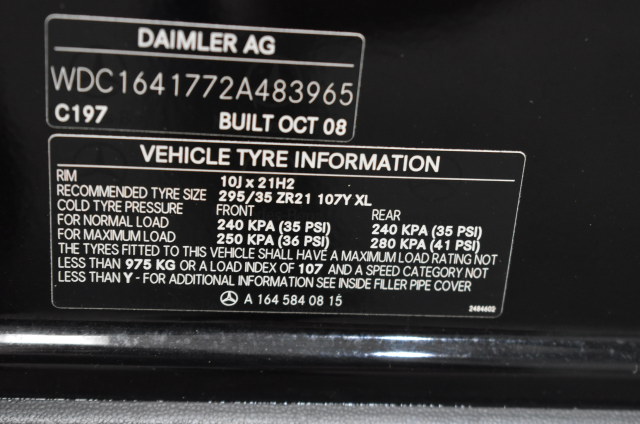 DAIMLER AG
WDC1641772A483965
C197 BUILT OCT 08
VEHICLE TYRE INFORMATION
RIM 10J x 21H2
RECOMMENDED TYRE SIZE 295/35 ZR21 107Y XL
COLD TYRE PRESSURE FRONT REAR
FOR NORMAL LOAD 240 KPA (35 PSI) 240 KPA (35 PSI)
FOR MAXIMUM LOAD 250 KPA (36 PSI) 280 KPA (41 PSI)
THE TYRES FITTED TO THIS VEHICLE SHALL HAVE A MAXIMUM LOAD RATING NOT
LESS THAN 975 KG OR A LOAD INDEX OF 107 AND A SPEED CATEGORY NOT
LESS THAN Y - FOR ADDITIONAL INFORMATION SEE INSIDE FILLER PIPE COVER
A 164 584 08 15
2484602